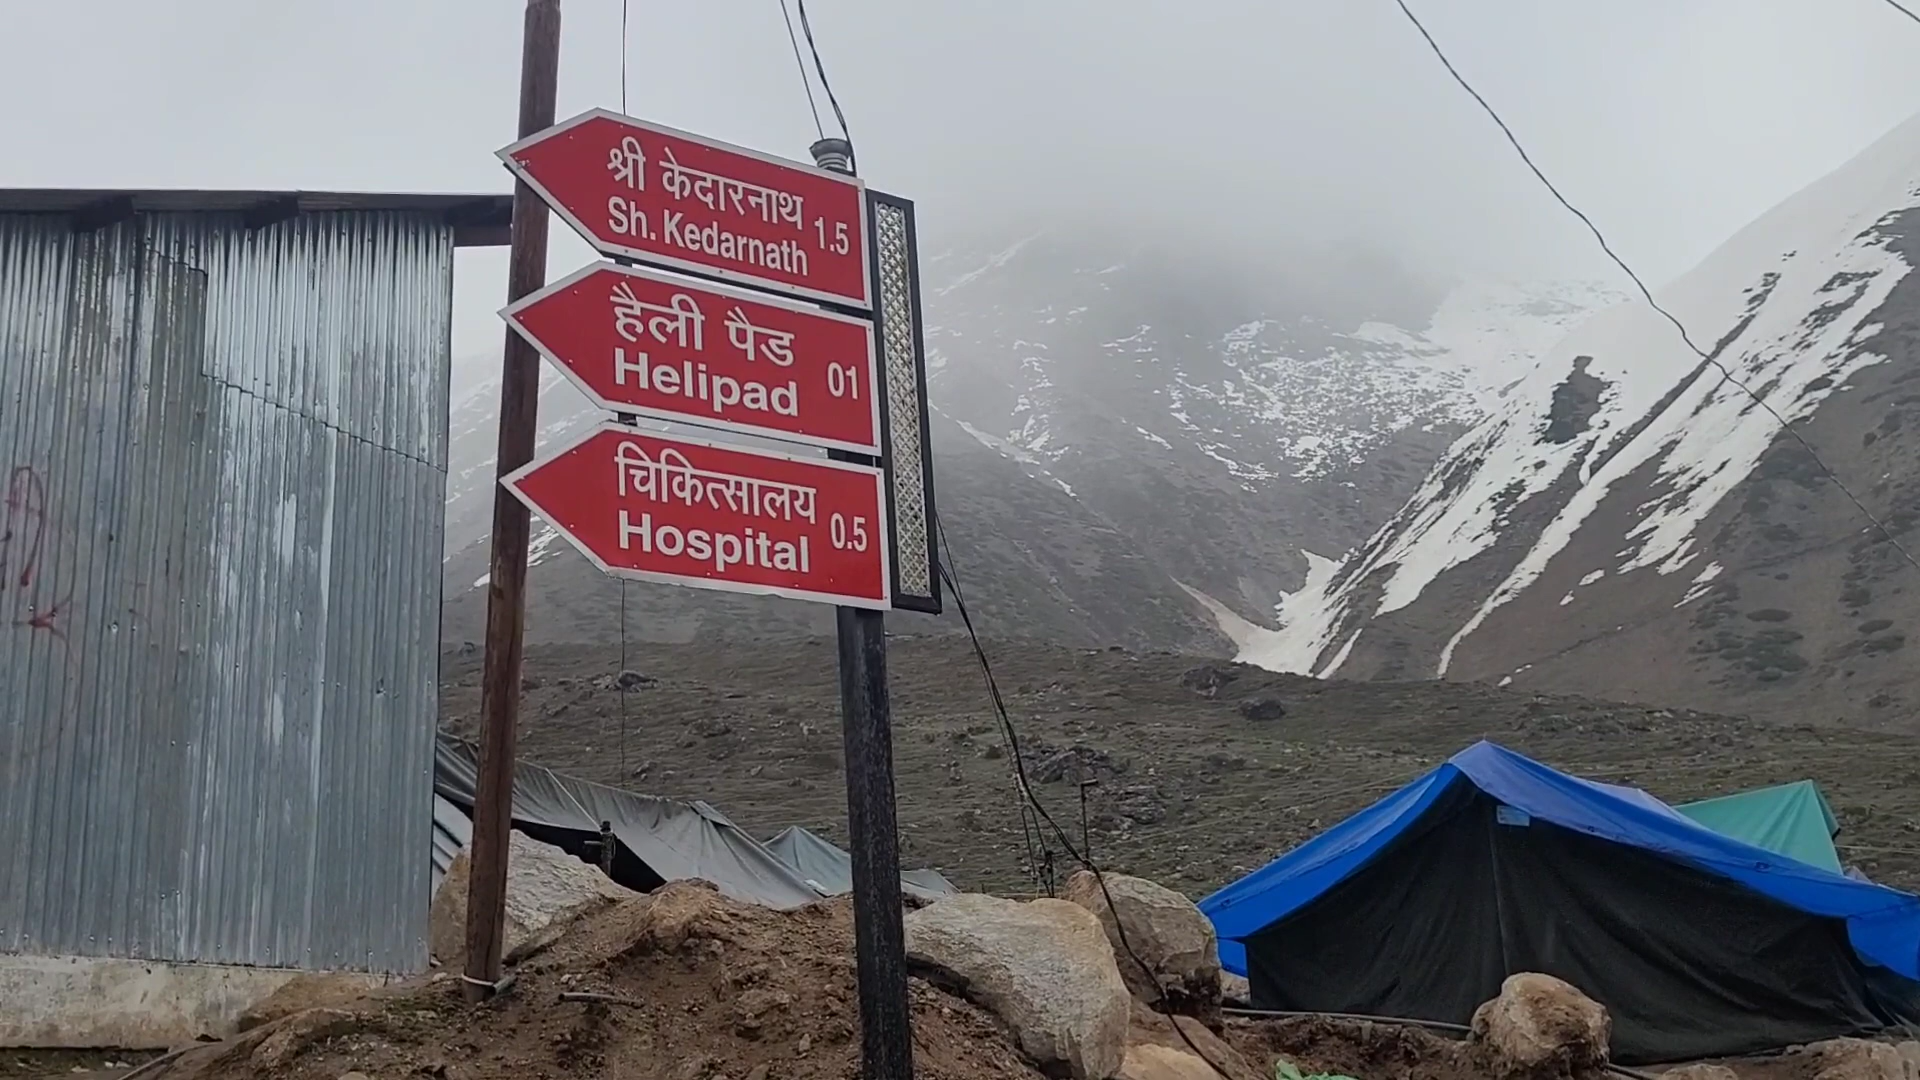 श्री केदारनाथ
Sh. Kedarnath 1.5
हैली पैड
Helipad 01
चिकित्सालय
Hospital 0.5